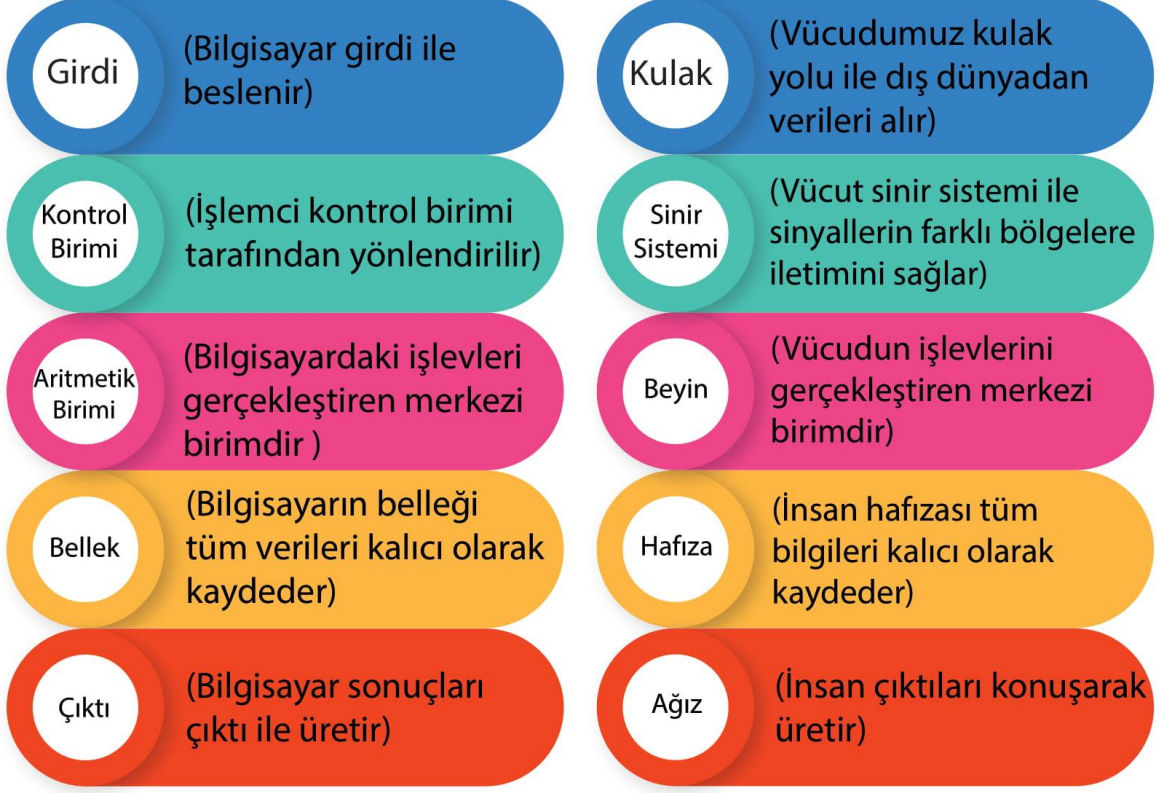 Girdi
(Bilgisayar girdi ile
beslenir)
Kulak
(Vücudumuz kulak
yolu ile dış dünyadan
verileri alır)
Kontrol
Birimi
(İşlemci kontrol birimi
tarafından yönlendirilir)
Sinir
Sistemi
(Vücut sinir sistemi ile
sinyallerin farklı bölgelere
iletimini sağlar)
Aritmetik
Birimi
(Bilgisayardaki işlevleri
gerçekleştiren merkezi
birimdir )
Beyin
(Vücudun işlevlerini
gerçekleştiren merkezi
birimdir)
Bellek
(Bilgisayarın belleği
tüm verileri kalıcı olarak
kaydeder)
Hafıza
(İnsan hafızası tüm
bilgileri kalıcı olarak
kaydeder)
Çıktı
(Bilgisayar sonuçları
çıktı ile üretir)
Ağız
(İnsan çıktıları konuşarak
üretir)